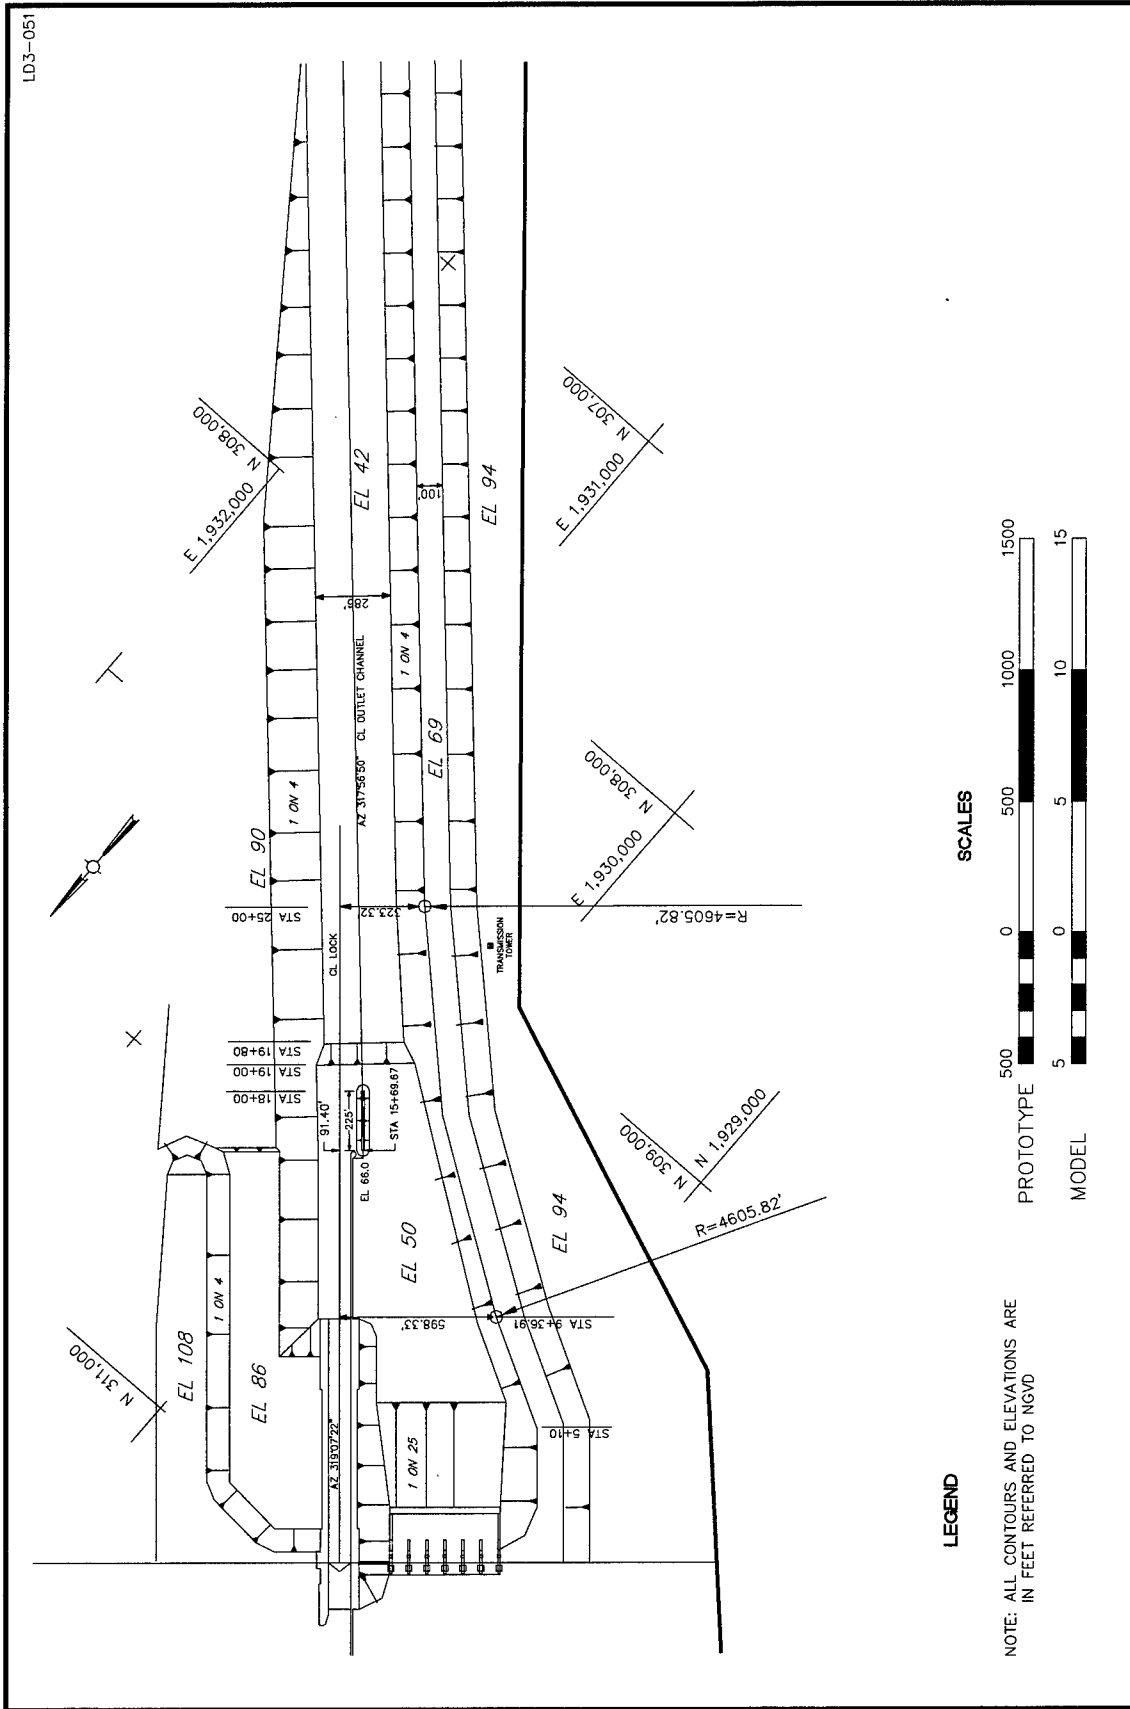 LD3-051
N 311,000
EL 108
1 ON 4
EL 86
AZ 319°07'22"
1 ON 25
STA 5+10
598.33'
STA 9+36.91
R=4605.82'
EL 50
EL 94
EL 66.0
91.40'
225'
STA 15+69.67
STA 18+00
STA 19+00
STA 19+80
N 309,000
N 1,929,000
CL LOCK
STA 25+00
323.32
R=4605.82'
TRANSMISSION
TOWER
EL 90
1 ON 4
AZ 317°56'50"
CL OUTLET CHANNEL
EL 69
1 ON 4
E 1,930,000
N 308,000
286'
E 1,932,000
N 308,000
EL 42
100'
EL 94
E 1,931,000
N 307,000
LEGEND
NOTE: ALL CONTOURS AND ELEVATIONS ARE
IN FEET REFERRED TO NGVD
SCALES
PROTOTYPE
500
0
500
1000
1500
MODEL
5
0
5
10
15